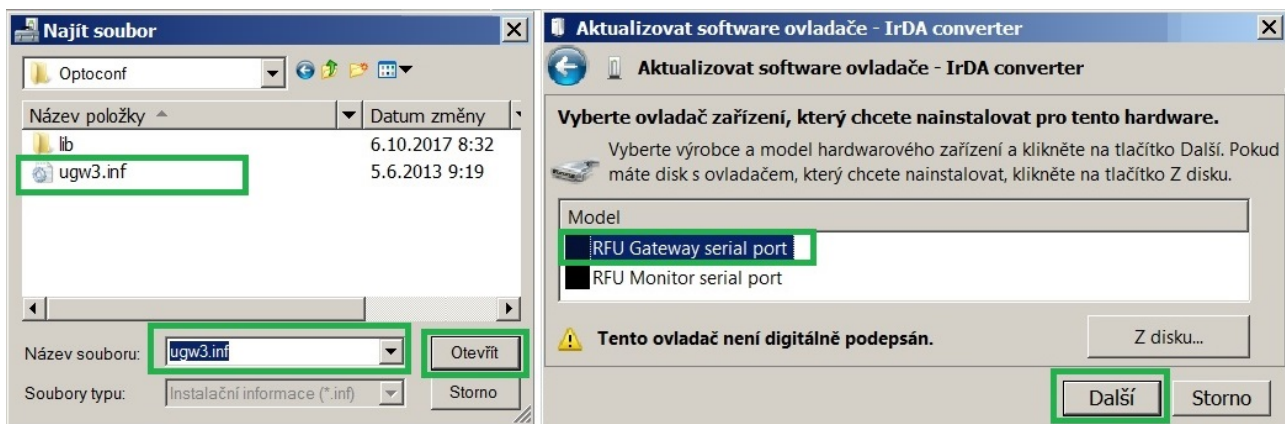 Najít soubor
Optoconf
Název položky
Datum změny
lib
6.10.2017 8:32
ugw3.inf
5.6.2013 9:19
Název souboru:
ugw3.inf
Otevřít
Soubory typu:
Instalační informace (*.inf)
Storno
Aktualizovat software ovladače - IrDA converter
Aktualizovat software ovladače - IrDA converter
Vyberte ovladač zařízení, který chcete nainstalovat pro tento hardware.
Vyberte výrobce a model hardwarového zařízení a klikněte na tlačítko Další. Pokud
máte disk s ovladačem, který chcete nainstalovat, klikněte na tlačítko Z disku.
Model
RFU Gateway serial port
RFU Monitor serial port
Tento ovladač není digitálně podepsán.
Z disku...
Další
Storno